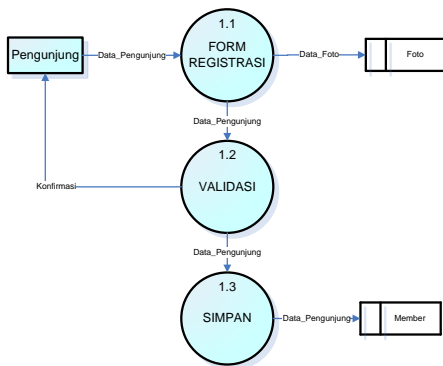 1.1
FORM
REGISTRASI
Pengunjung
Data_Pengunjung
Data_Foto
Foto
Data_Pengunjung
1.2
VALIDASI
Konfirmasi
Data_Pengunjung
1.3
SIMPAN
Data_Pengunjung
Member